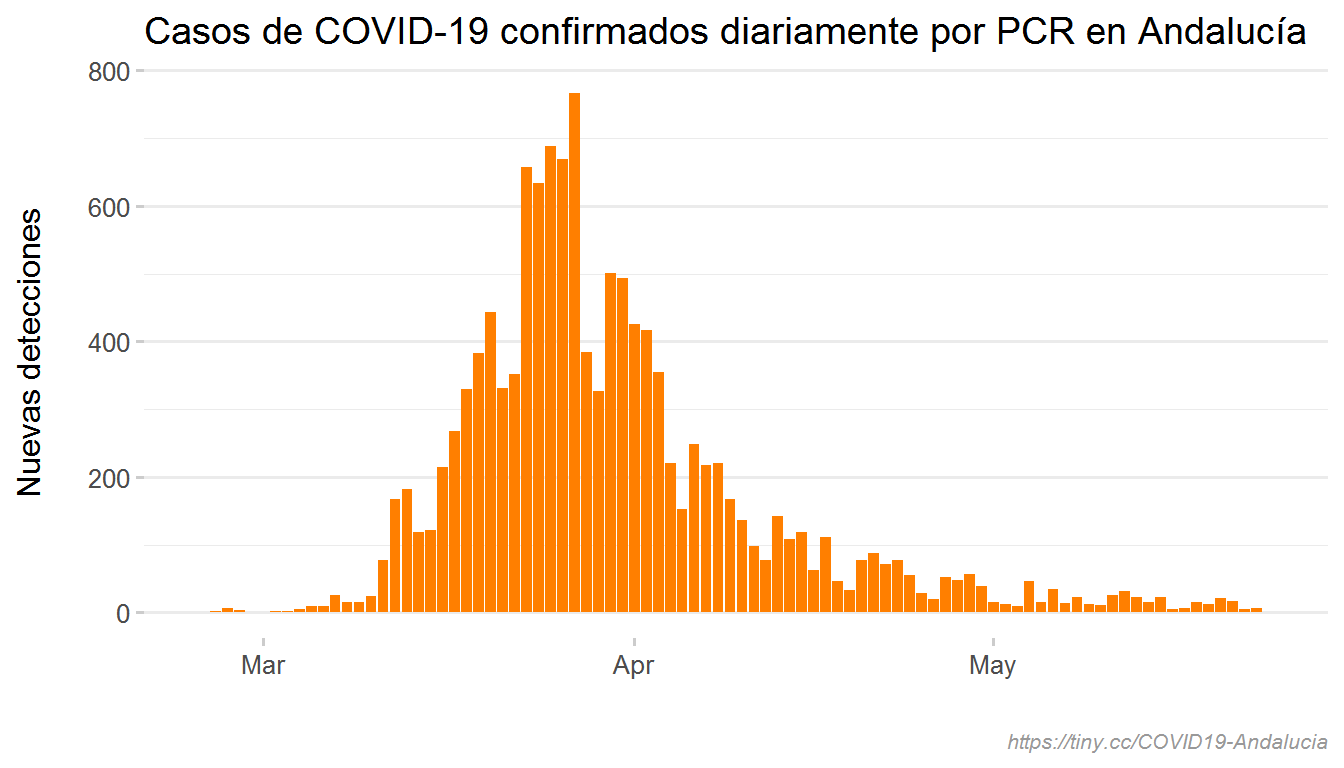 Casos de COVID-19 confirmados diariamente por PCR en Andalucía
Nuevas detecciones
800
600
400
200
0
Mar Apr May
https://tiny.cc/COVID19-Andalucia